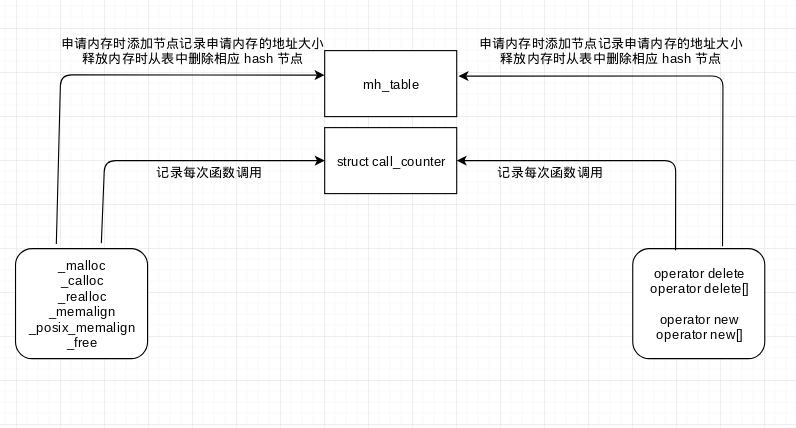 申请内存时添加节点记录申请内存的地址大小
释放内存时从表中删除相应 hash 节点
申请内存时添加节点记录申请内存的地址大小
释放内存时从表中删除相应 hash 节点
mh_table
struct call_counter
记录每次函数调用
记录每次函数调用
_malloc
_calloc
_realloc
_memalign
_posix_memalign
_free
operator delete
operator delete[]
operator new
operator new[]